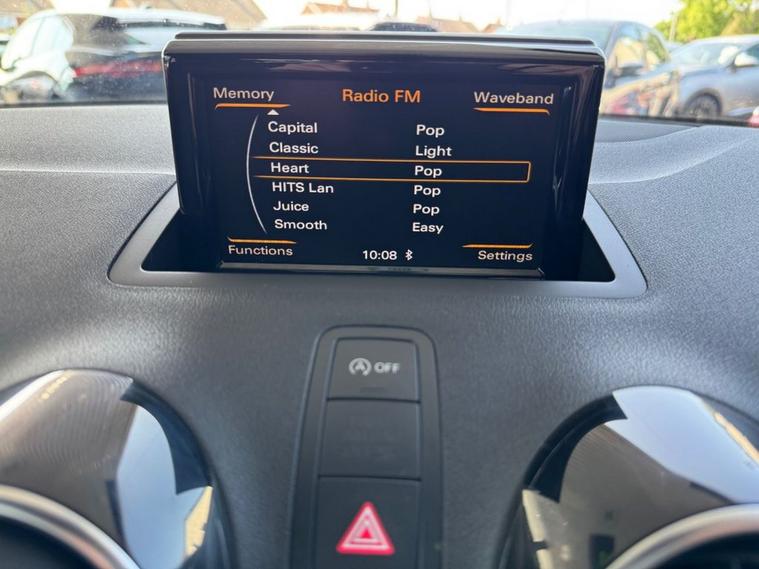 Memory Radio FM Waveband
Capital Pop
Classic Light
Heart Pop
HITS Lan Pop
Juice Pop
Smooth Easy
Functions 10:08 Settings
A OFF